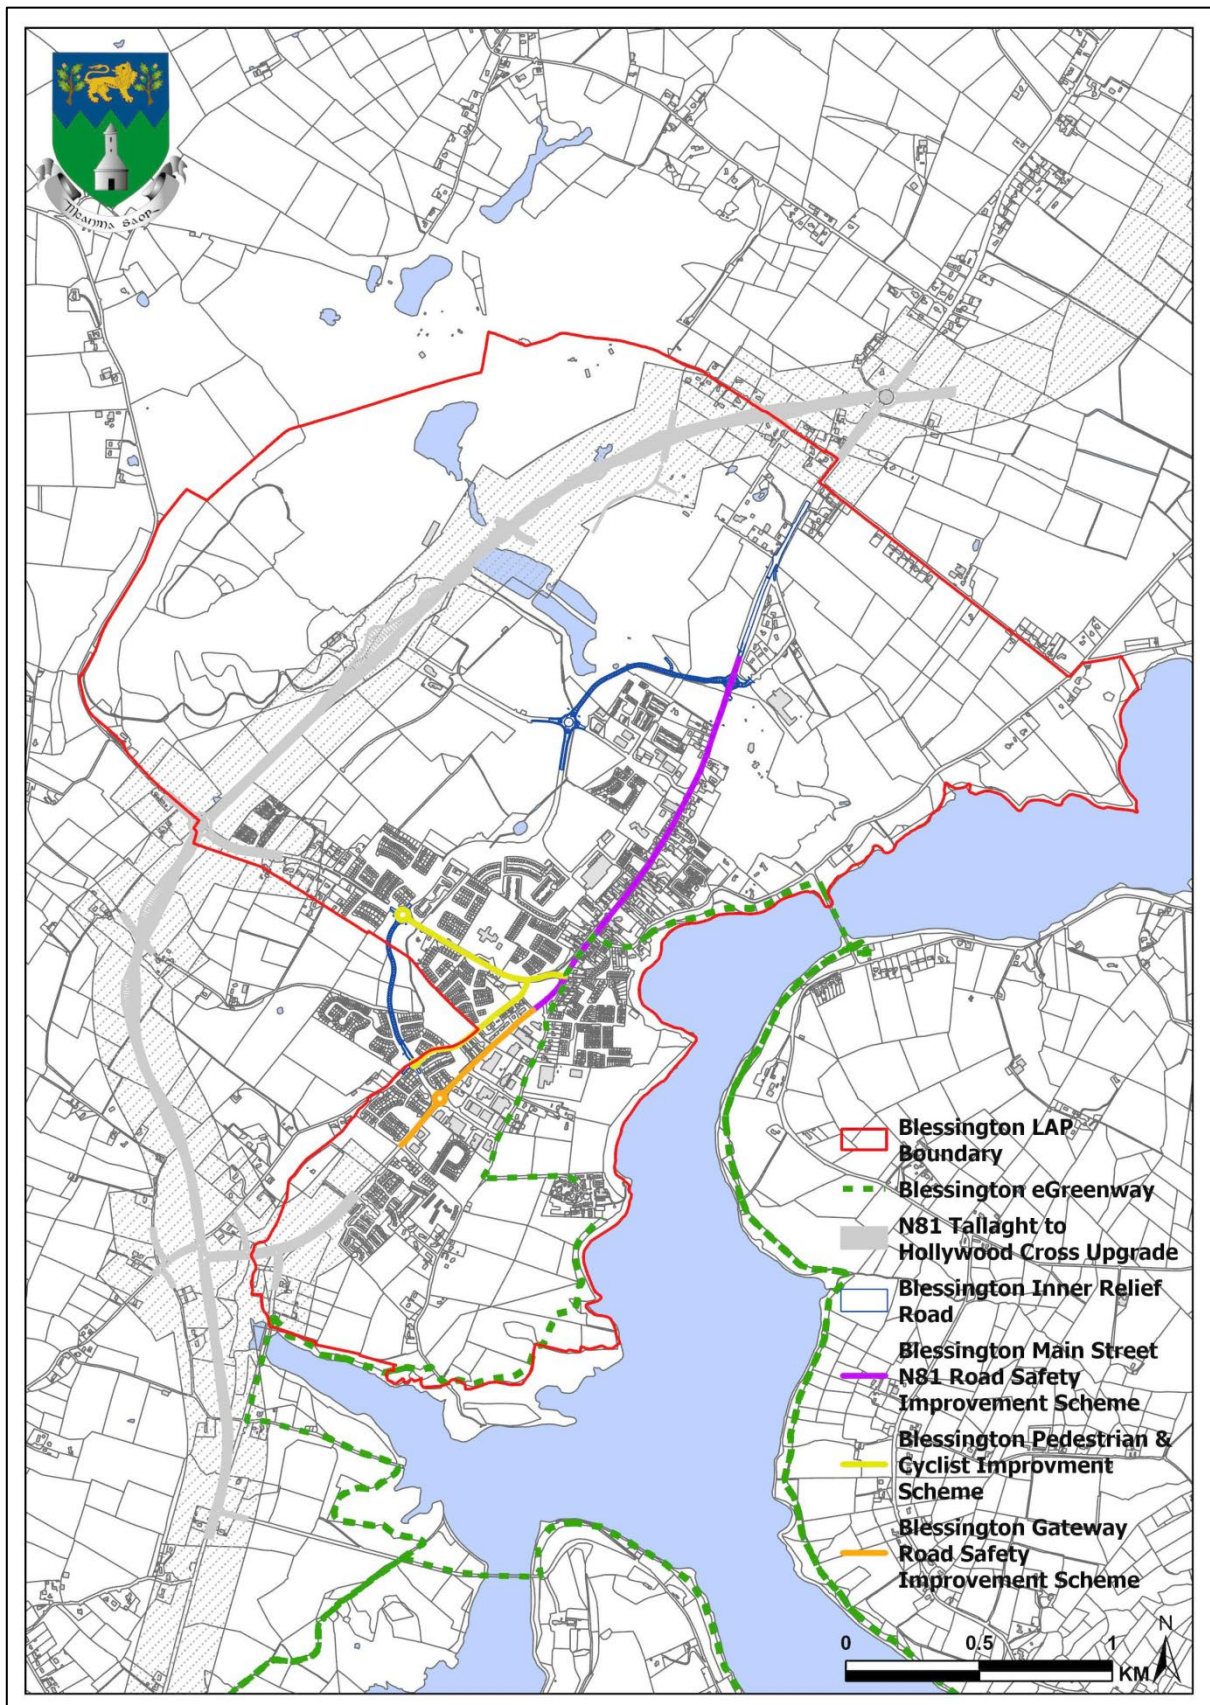 Meanma Saor
Blessington LAP
Boundary
Blessington eGreenway
N81 Tallaght to
Hollywood Cross Upgrade
Blessington Inner Relief
Road
Blessington Main Street
N81 Road Safety
Improvement Scheme
Blessington Pedestrian &
Cyclist Improvment
Scheme
Blessington Gateway
Road Safety
Improvement Scheme
N
0 0.5 1
KM